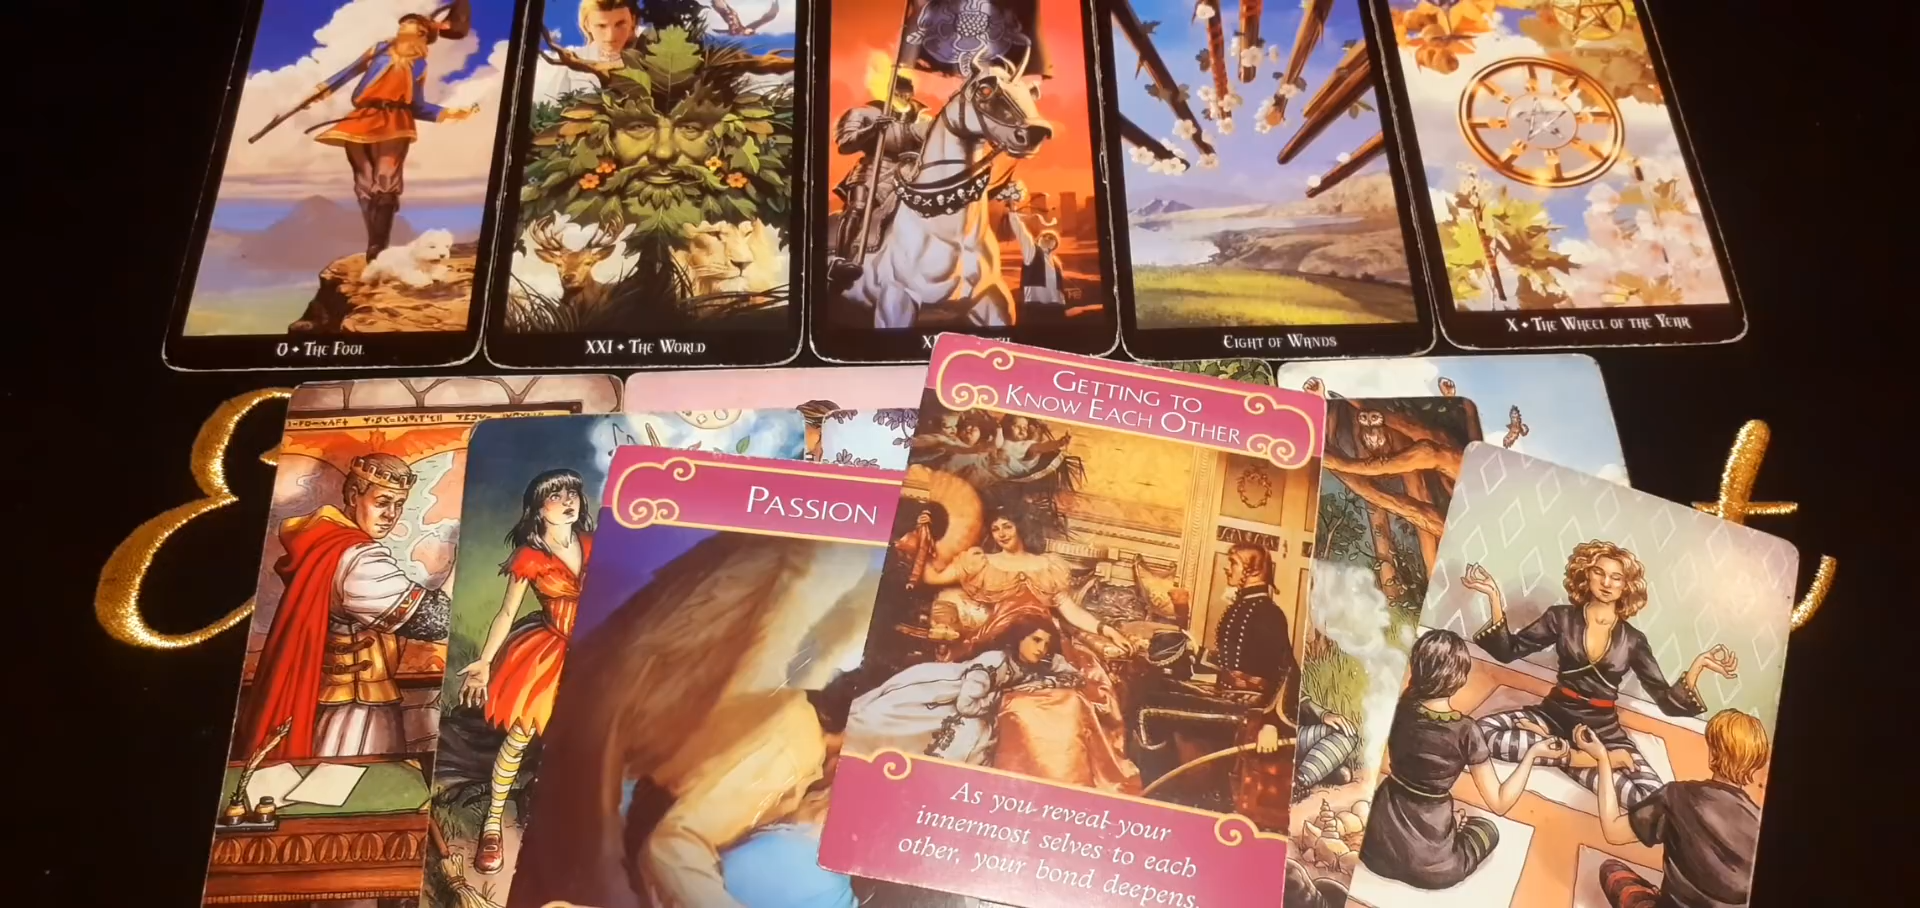 0 • THE FOOL
XXI • THE WORLD
EIGHT OF WANDS
X • THE WHEEL OF THE YEAR
GETTING TO
KNOW EACH OTHER
PASSION
As you reveal your
innermost selves to each
other, your bond deepens.